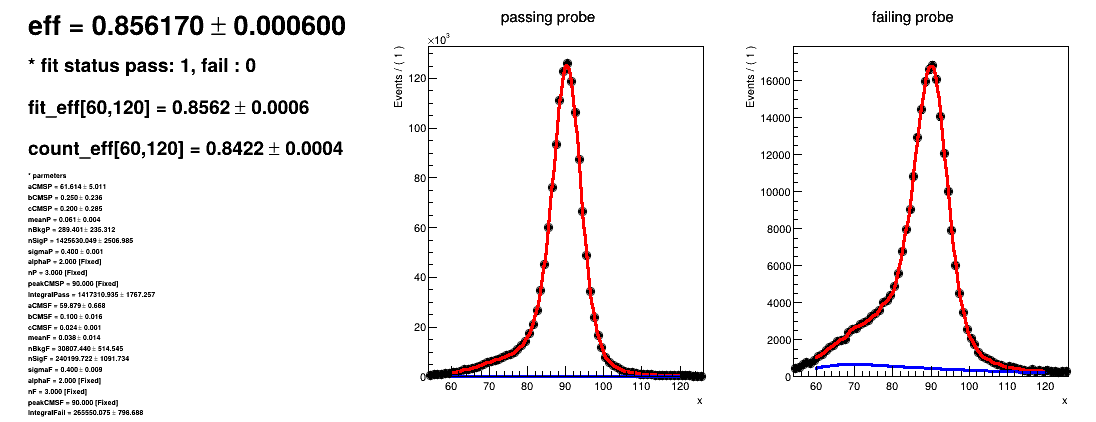 eff = 0.856170 ± 0.000600
* fit status pass: 1, fail : 0
fit_eff[60,120] = 0.8562 ± 0.0006
count_eff[60,120] = 0.8422 ± 0.0004
* parmeters
aCMSP = 61.614 ± 5.011
bCMSP = 0.250 ± 0.236
cCMSP = 0.200 ± 0.285
meanP = 0.061 ± 0.004
nBkgP = 289.401 ± 235.312
nSigP = 1425630.049 ± 2506.985
sigmaP = 0.400 ± 0.001
alphaP = 2.000 [Fixed]
nP = 3.000 [Fixed]
peakCMSP = 90.000 [Fixed]
IntegralPass = 1417310.935 ± 1767.257
aCMSF = 59.879 ± 0.668
bCMSF = 0.100 ± 0.016
cCMSF = 0.024 ± 0.001
meanF = 0.038 ± 0.014
nBkgF = 30807.440 ± 514.545
nSigF = 240199.722 ± 1091.734
sigmaF = 0.400 ± 0.009
alphaF = 2.000 [Fixed]
nF = 3.000 [Fixed]
peakCMSF = 90.000 [Fixed]
IntegralFail = 265550.075 ± 798.688
passing probe
×10³
Events / ( 1 )
120
100
80
60
40
20
0
60 70 80 90 100 110 120
x
failing probe
Events / ( 1 )
16000
14000
12000
10000
8000
6000
4000
2000
0
60 70 80 90 100 110 120
x